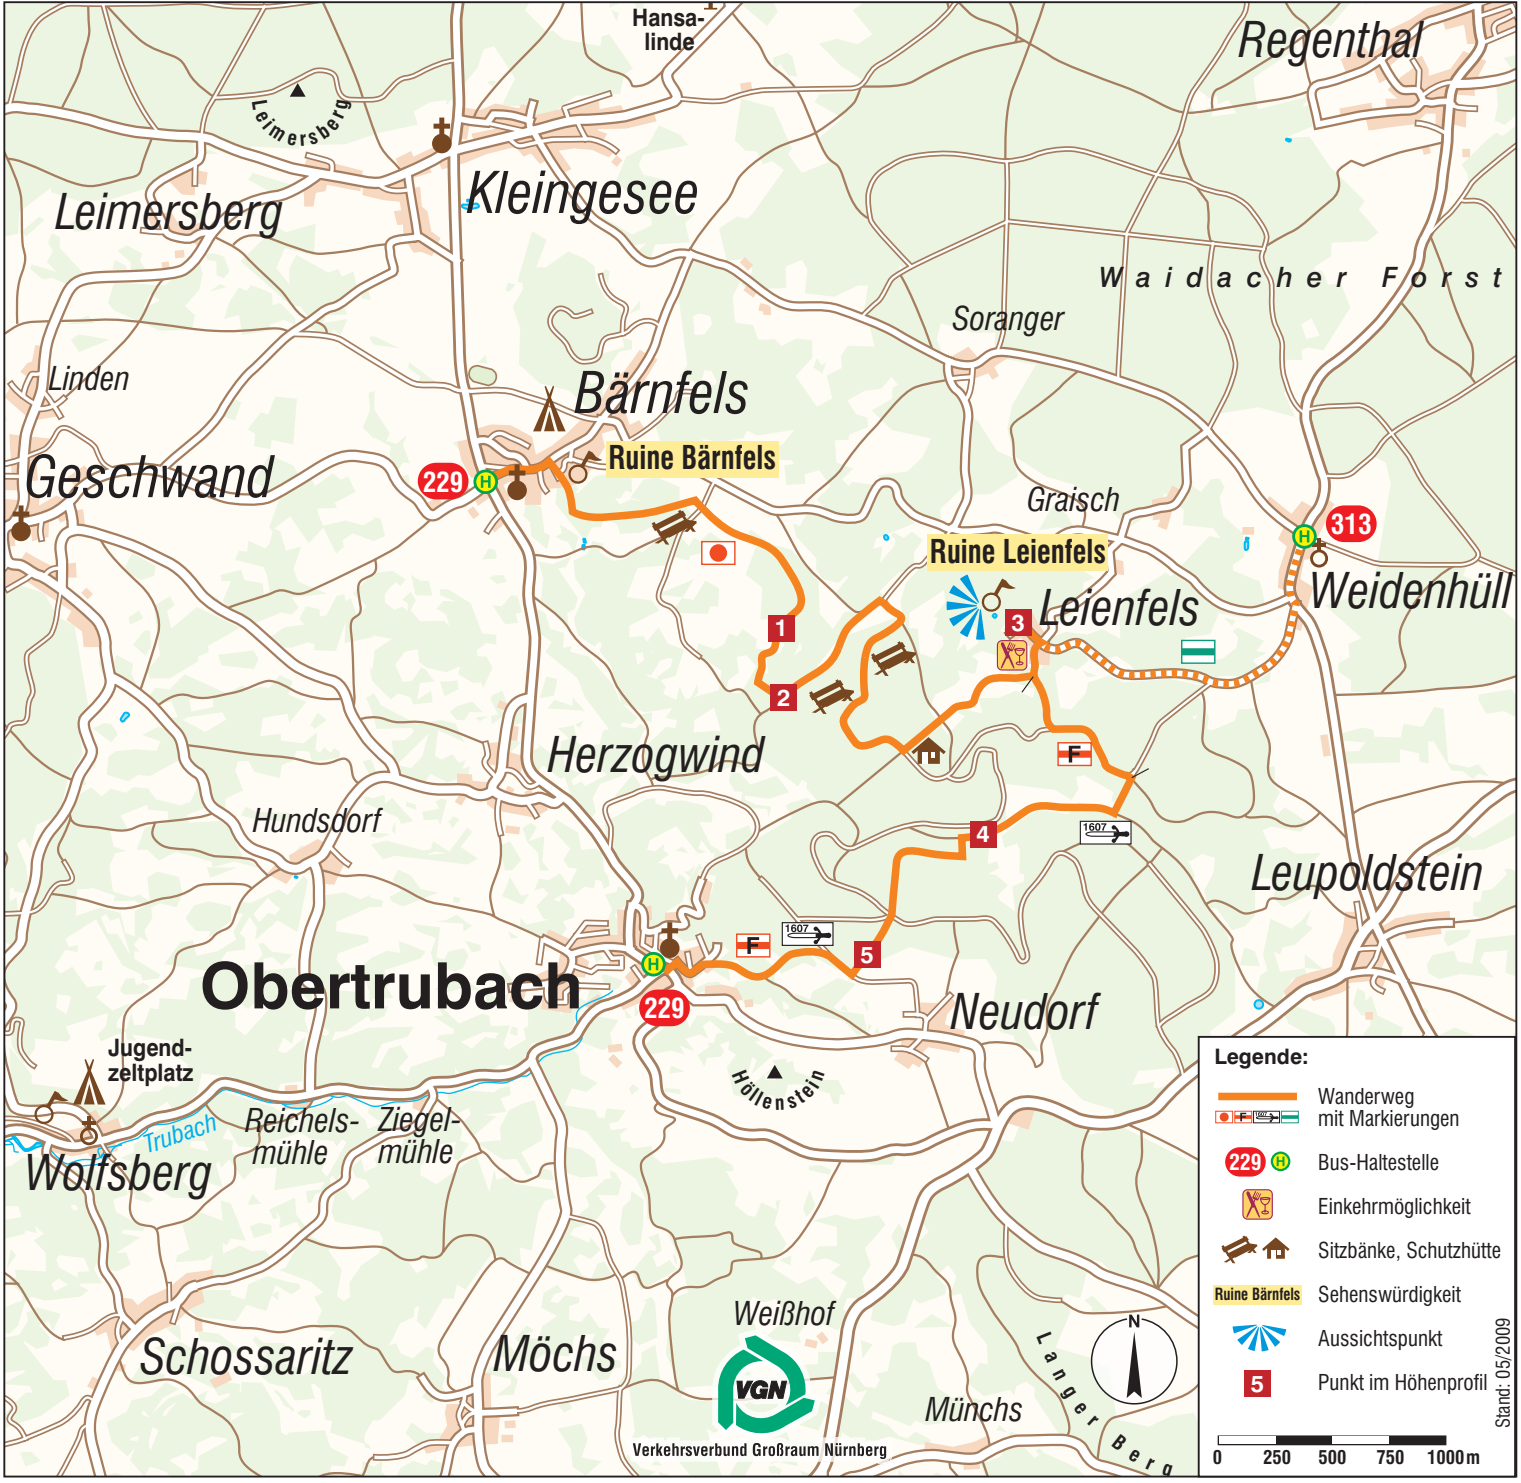 Hansa-
linde
Regenthal
Leimersberg
Leimersberg
Kleingesee
Waidacher Forst
Soranger
Linden
Bärnfels
Ruine Bärnfels
Geschwand
229
H
Graisch
313
H
Ruine Leienfels
Weidenhüll
Leienfels
1
3
2
Herzogwind
F
Hundsdorf
1607
4
Leupoldstein
1607
F
5
H
Obertrubach
229
Neudorf
Jugend-
zeltplatz
Höllenstein
Reichels-
mühle
Ziegel-
mühle
Trubach
Wolfsberg
Weißhof
Schossaritz
Möchs
VGN
Verkehrsverbund Großraum Nürnberg
Münchs
Langer Berg
N
Legende:
Wanderweg
F 1607
mit Markierungen
229 H Bus-Haltestelle
Einkehrmöglichkeit
Sitzbänke, Schutzhütte
Ruine Bärnfels Sehenswürdigkeit
Aussichtspunkt
5 Punkt im Höhenprofil
0 250 500 750 1000 m
Stand: 05/2009